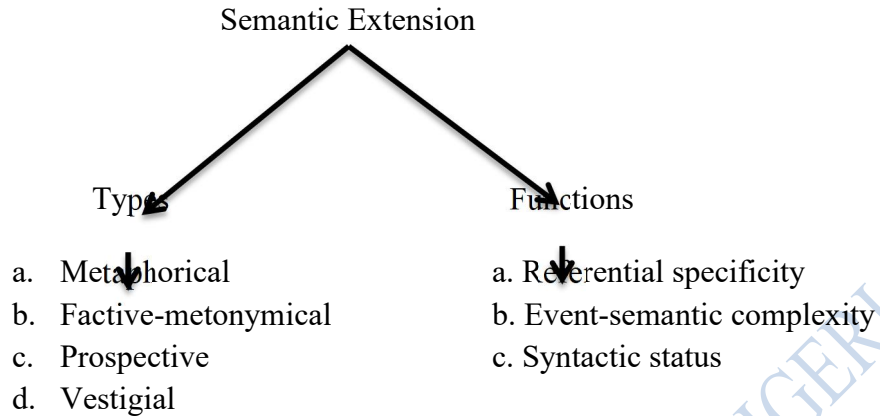 Semantic Extension
Types
Functions
a. Metaphorical
b. Factive-metonymical
c. Prospective
d. Vestigial
a. Referential specificity
b. Event-semantic complexity
c. Syntactic status